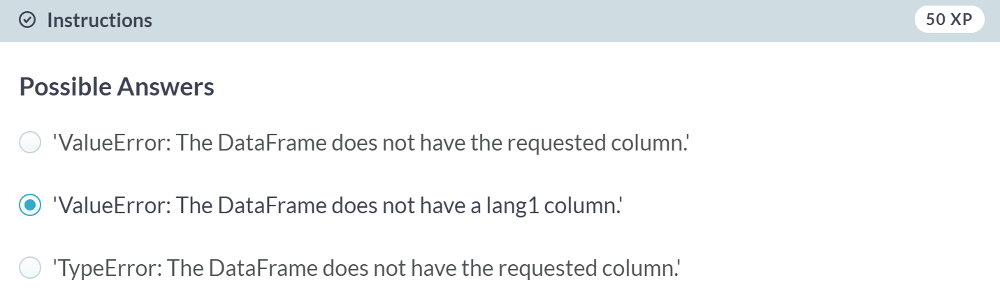 Instructions
50 XP
Possible Answers
'ValueError: The DataFrame does not have the requested column.'
'ValueError: The DataFrame does not have a lang1 column.'
'TypeError: The DataFrame does not have the requested column.'